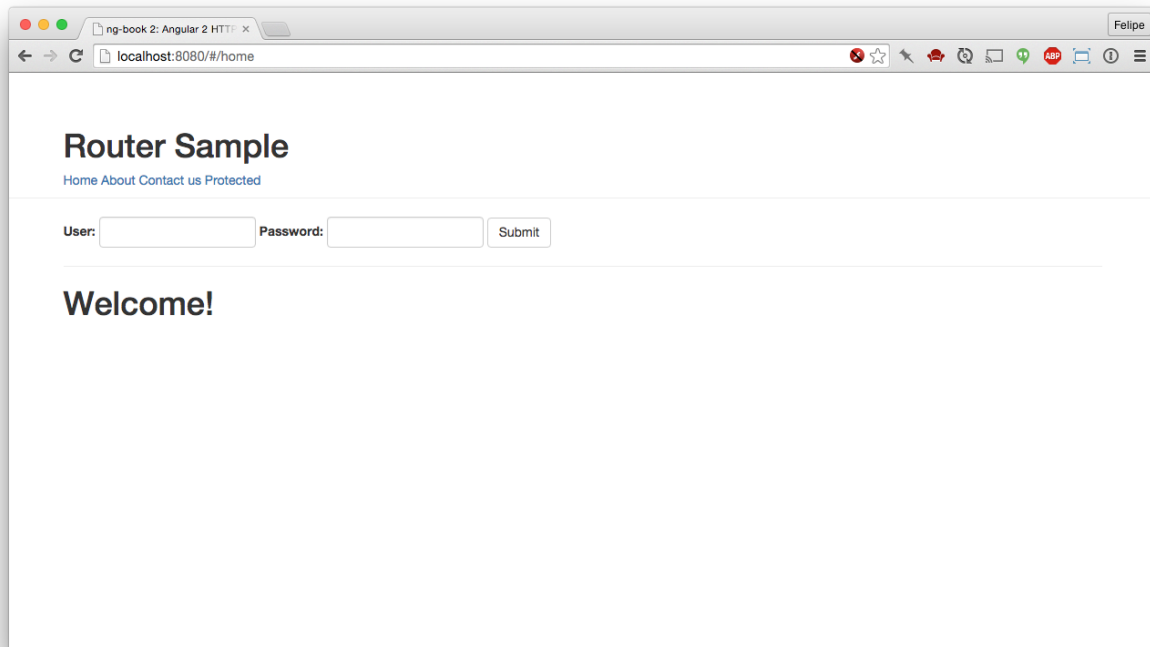 ng-book 2: Angular 2 HTTP
Felipe
localhost:8080/#/home
ABP
Router Sample
Home About Contact us Protected
User: Password: Submit
Welcome!